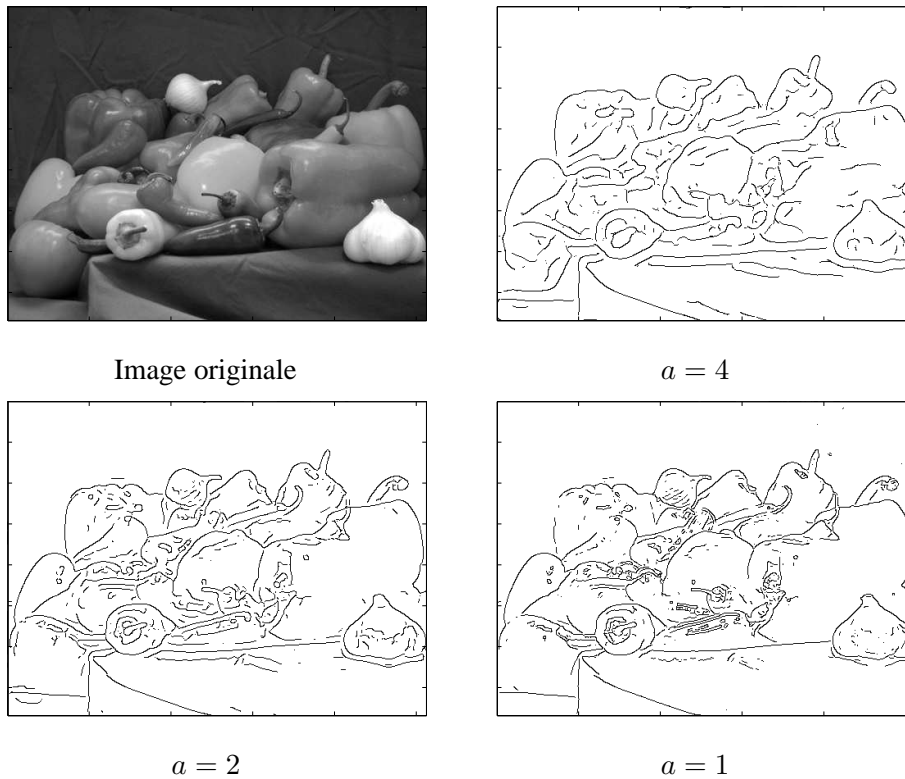 Image originale
a = 4
a = 2
a = 1